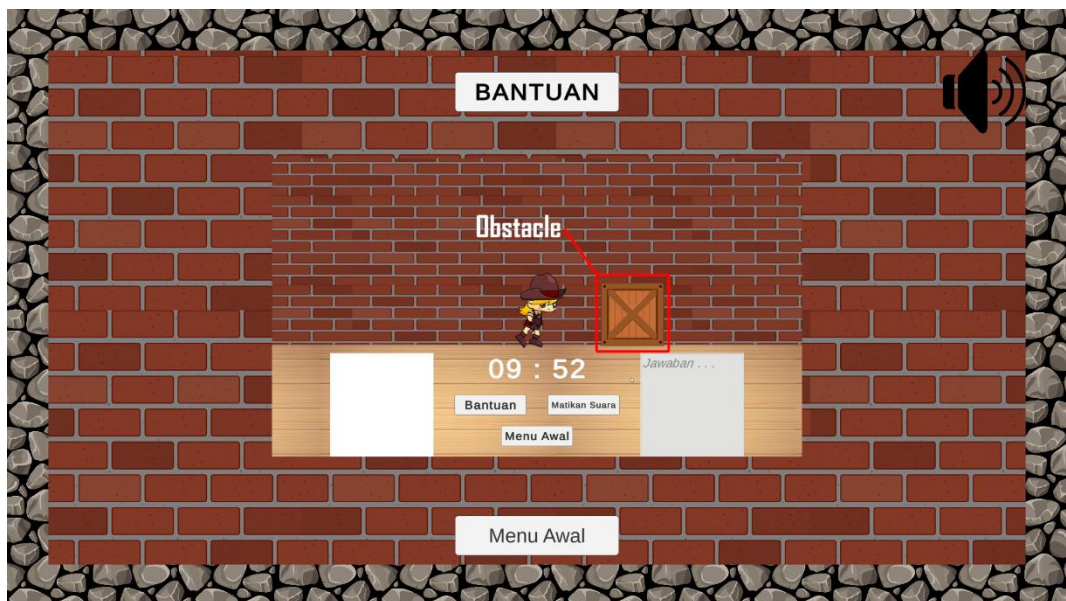 BANTUAN
Obstacle
09 : 52
Jawaban . . .
Bantuan
Matikan Suara
Menu Awal
Menu Awal